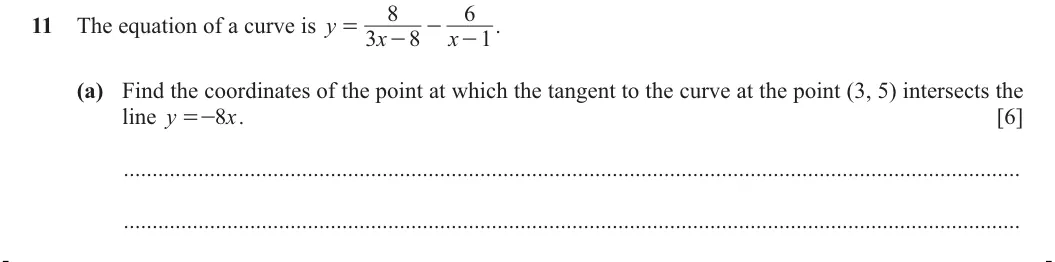 11 The equation of a curve is y = 8/(3x−8) − 6/(x−1).
(a) Find the coordinates of the point at which the tangent to the curve at the point (3, 5) intersects the
line y = −8x. [6]